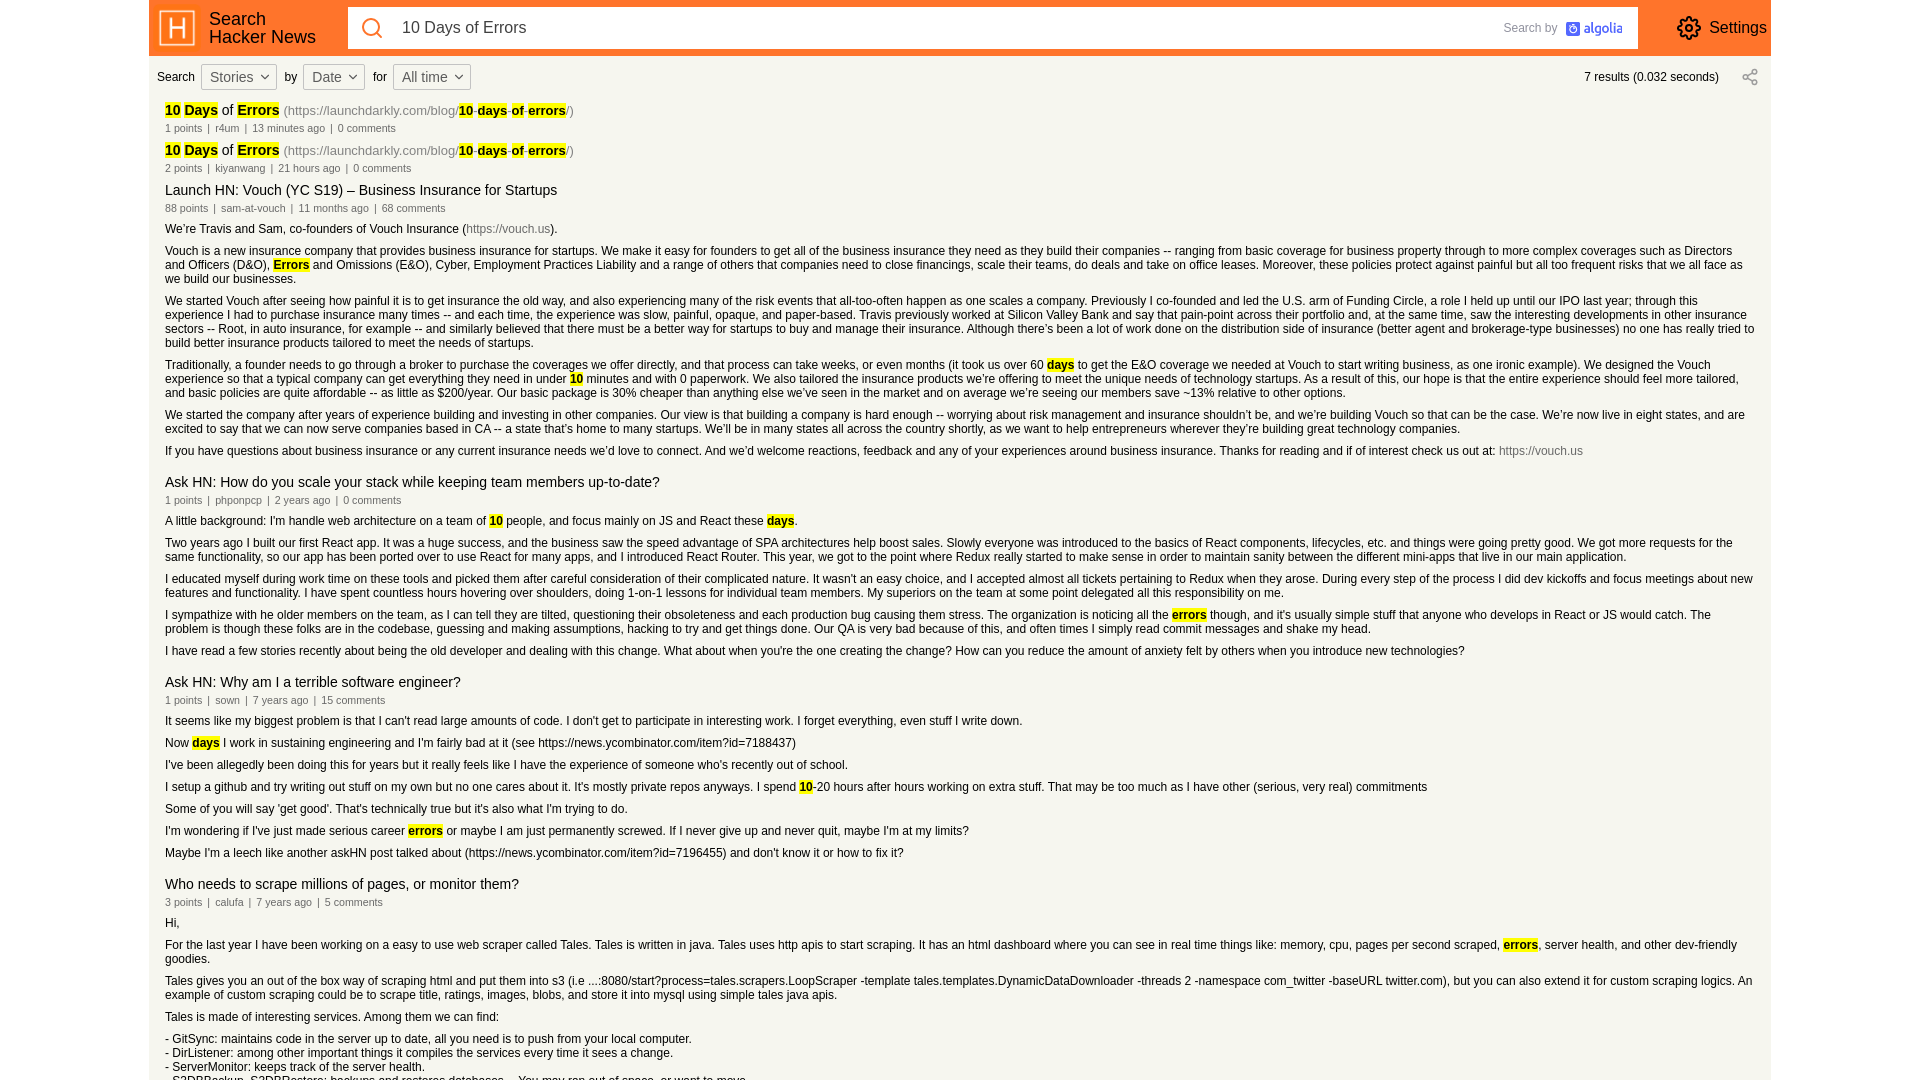 Search
Hacker News
10 Days of Errors
Search by algolia
Settings
Search Stories by Date for All time
7 results (0.032 seconds)
10 Days of Errors (https://launchdarkly.com/blog/10-days-of-errors/)
1 points | r4um | 13 minutes ago | 0 comments
10 Days of Errors (https://launchdarkly.com/blog/10-days-of-errors/)
2 points | kiyanwang | 21 hours ago | 0 comments
Launch HN: Vouch (YC S19) – Business Insurance for Startups
88 points | sam-at-vouch | 11 months ago | 68 comments
We’re Travis and Sam, co-founders of Vouch Insurance (https://vouch.us).
Vouch is a new insurance company that provides business insurance for startups. We make it easy for founders to get all of the business insurance they need as they build their companies -- ranging from basic coverage for business property through to more complex coverages such as Directors
and Officers (D&O), Errors and Omissions (E&O), Cyber, Employment Practices Liability and a range of others that companies need to close financings, scale their teams, do deals and take on office leases. Moreover, these policies protect against painful but all too frequent risks that we all face as
we build our businesses.
We started Vouch after seeing how painful it is to get insurance the old way, and also experiencing many of the risk events that all-too-often happen as one scales a company. Previously I co-founded and led the U.S. arm of Funding Circle, a role I held up until our IPO last year; through this
experience I had to purchase insurance many times -- and each time, the experience was slow, painful, opaque, and paper-based. Travis previously worked at Silicon Valley Bank and say that pain-point across their portfolio and, at the same time, saw the interesting developments in other insurance
sectors -- Root, in auto insurance, for example -- and similarly believed that there must be a better way for startups to buy and manage their insurance. Although there’s been a lot of work done on the distribution side of insurance (better agent and brokerage-type businesses) no one has really tried to
build better insurance products tailored to meet the needs of startups.
Traditionally, a founder needs to go through a broker to purchase the coverages we offer directly, and that process can take weeks, or even months (it took us over 60 days to get the E&O coverage we needed at Vouch to start writing business, as one ironic example). We designed the Vouch
experience so that a typical company can get everything they need in under 10 minutes and with 0 paperwork. We also tailored the insurance products we’re offering to meet the unique needs of technology startups. As a result of this, our hope is that the entire experience should feel more tailored,
and basic policies are quite affordable -- as little as $200/year. Our basic package is 30% cheaper than anything else we’ve seen in the market and on average we’re seeing our members save ~13% relative to other options.
We started the company after years of experience building and investing in other companies. Our view is that building a company is hard enough -- worrying about risk management and insurance shouldn’t be, and we’re building Vouch so that can be the case. We’re now live in eight states, and are
excited to say that we can now serve companies based in CA -- a state that’s home to many startups. We’ll be in many states all across the country shortly, as we want to help entrepreneurs wherever they’re building great technology companies.
If you have questions about business insurance or any current insurance needs we’d love to connect. And we’d welcome reactions, feedback and any of your experiences around business insurance. Thanks for reading and if of interest check us out at: https://vouch.us
Ask HN: How do you scale your stack while keeping team members up-to-date?
1 points | phponpcp | 2 years ago | 0 comments
A little background: I'm handle web architecture on a team of 10 people, and focus mainly on JS and React these days.
Two years ago I built our first React app. It was a huge success, and the business saw the speed advantage of SPA architectures help boost sales. Slowly everyone was introduced to the basics of React components, lifecycles, etc. and things were going pretty good. We got more requests for the
same functionality, so our app has been ported over to use React for many apps, and I introduced React Router. This year, we got to the point where Redux really started to make sense in order to maintain sanity between the different mini-apps that live in our main application.
I educated myself during work time on these tools and picked them after careful consideration of their complicated nature. It wasn't an easy choice, and I accepted almost all tickets pertaining to Redux when they arose. During every step of the process I did dev kickoffs and focus meetings about new
features and functionality. I have spent countless hours hovering over shoulders, doing 1-on-1 lessons for individual team members. My superiors on the team at some point delegated all this responsibility on me.
I sympathize with he older members on the team, as I can tell they are tilted, questioning their obsoleteness and each production bug causing them stress. The organization is noticing all the errors though, and it's usually simple stuff that anyone who develops in React or JS would catch. The
problem is though these folks are in the codebase, guessing and making assumptions, hacking to try and get things done. Our QA is very bad because of this, and often times I simply read commit messages and shake my head.
I have read a few stories recently about being the old developer and dealing with this change. What about when you're the one creating the change? How can you reduce the amount of anxiety felt by others when you introduce new technologies?
Ask HN: Why am I a terrible software engineer?
1 points | sown | 7 years ago | 15 comments
It seems like my biggest problem is that I can't read large amounts of code. I don't get to participate in interesting work. I forget everything, even stuff I write down.
Now days I work in sustaining engineering and I'm fairly bad at it (see https://news.ycombinator.com/item?id=7188437)
I've been allegedly been doing this for years but it really feels like I have the experience of someone who's recently out of school.
I setup a github and try writing out stuff on my own but no one cares about it. It's mostly private repos anyways. I spend 10-20 hours after hours working on extra stuff. That may be too much as I have other (serious, very real) commitments
Some of you will say 'get good'. That's technically true but it's also what I'm trying to do.
I'm wondering if I've just made serious career errors or maybe I am just permanently screwed. If I never give up and never quit, maybe I'm at my limits?
Maybe I'm a leech like another askHN post talked about (https://news.ycombinator.com/item?id=7196455) and don't know it or how to fix it?
Who needs to scrape millions of pages, or monitor them?
3 points | calufa | 7 years ago | 5 comments
Hi,
For the last year I have been working on a easy to use web scraper called Tales. Tales is written in java. Tales uses http apis to start scraping. It has an html dashboard where you can see in real time things like: memory, cpu, pages per second scraped, errors, server health, and other dev-friendly
goodies.
Tales gives you an out of the box way of scraping html and put them into s3 (i.e ...:8080/start?process=tales.scrapers.LoopScraper -template tales.templates.DynamicDataDownloader -threads 2 -namespace com_twitter -baseURL twitter.com), but you can also extend it for custom scraping logics. An
example of custom scraping could be to scrape title, ratings, images, blobs, and store it into mysql using simple tales java apis.
Tales is made of interesting services. Among them we can find:
- GitSync: maintains code in the server up to date, all you need is to push from your local computer.
- DirListener: among other important things it compiles the services every time it sees a change.
- ServerMonitor: keeps track of the server health.